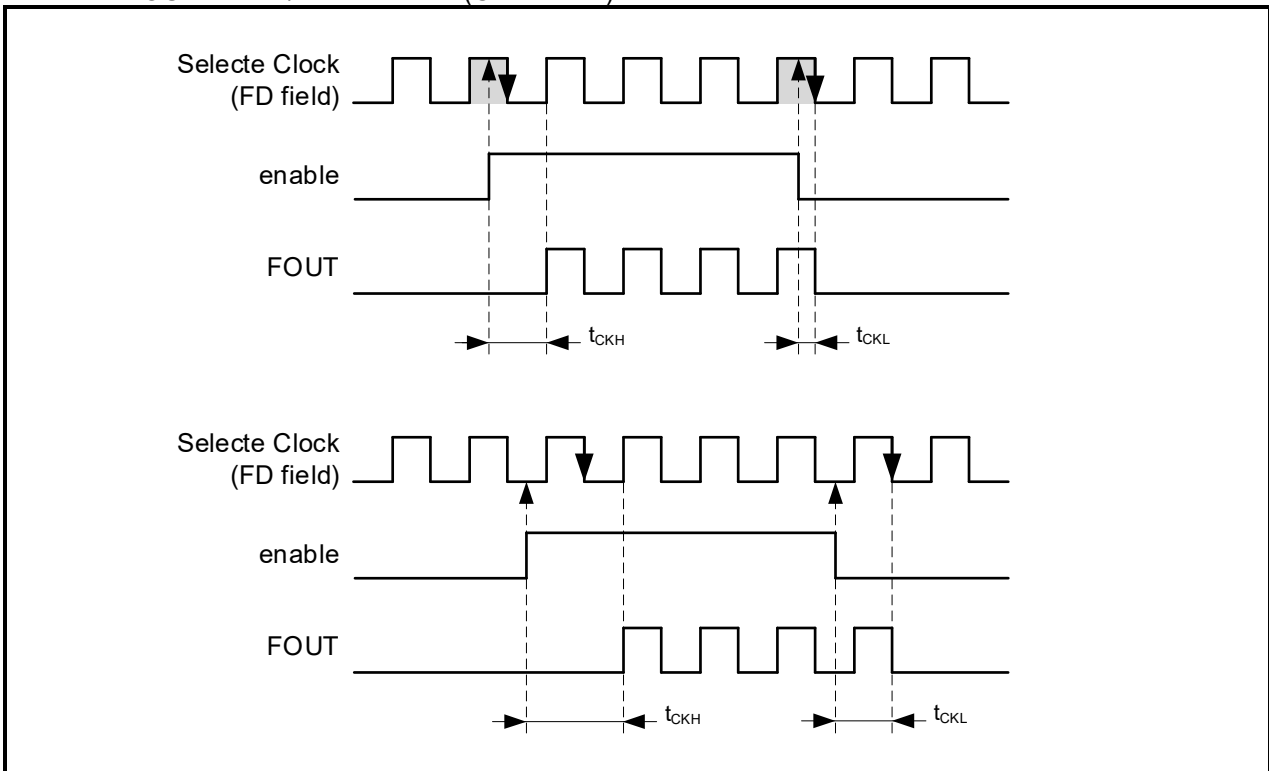 Selecte Clock
(FD field)
enable
FOUT
tCKH
tCKL
Selecte Clock
(FD field)
enable
FOUT
tCKH
tCKL